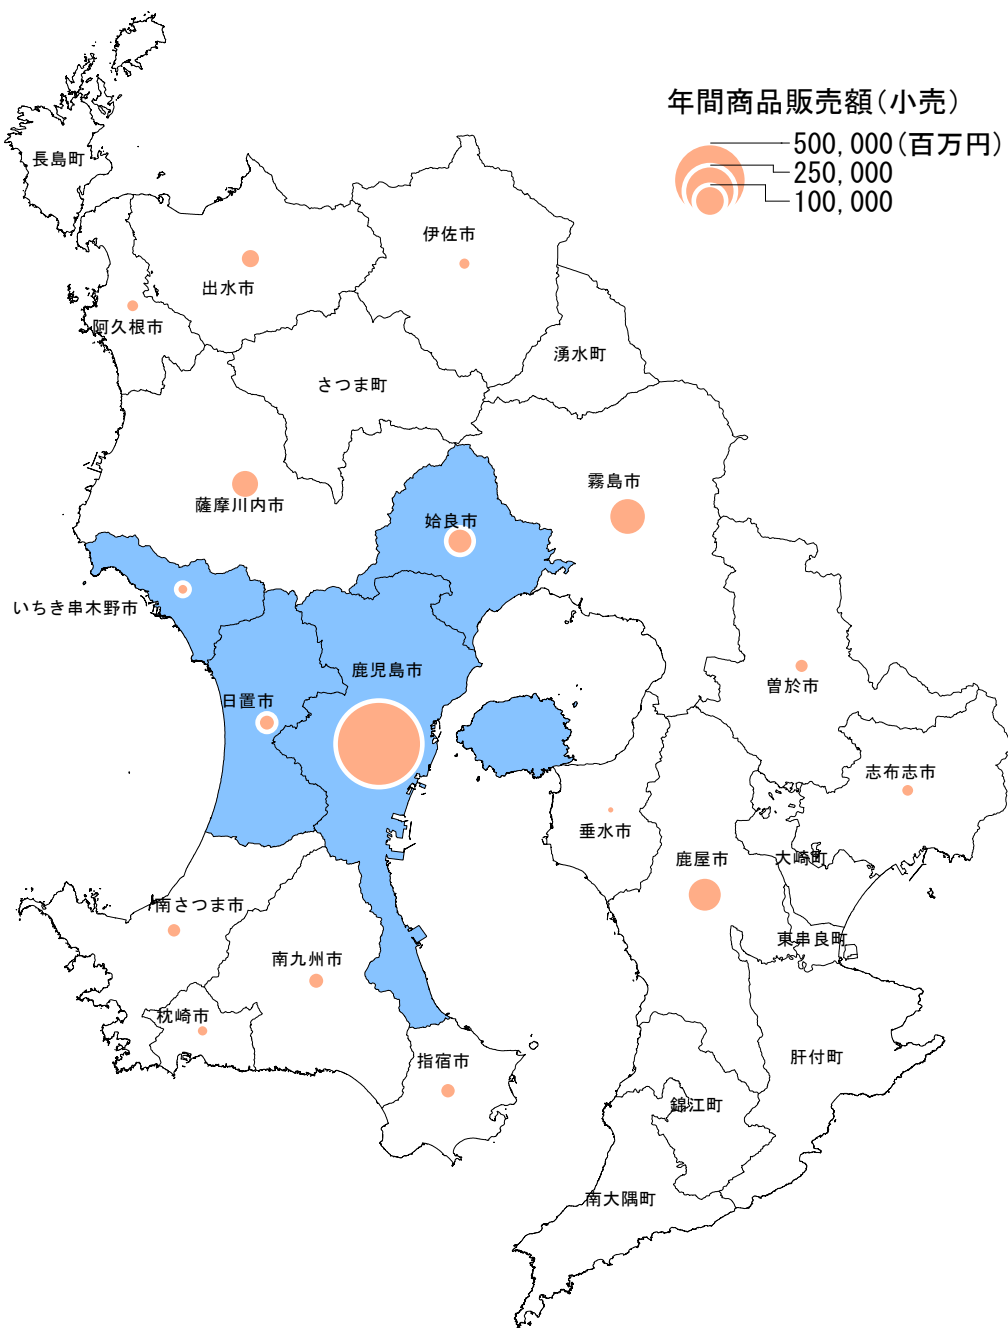 年間商品販売額(小売)
500,000(百万円)
250,000
100,000
長島町
伊佐市
出水市
阿久根市
湧水町
さつま町
霧島市
薩摩川内市
姶良市
いちき串木野市
鹿児島市
曽於市
日置市
志布志市
垂水市
大崎町
鹿屋市
南さつま市
東串良町
南九州市
枕崎市
肝付町
指宿市
錦江町
南大隅町